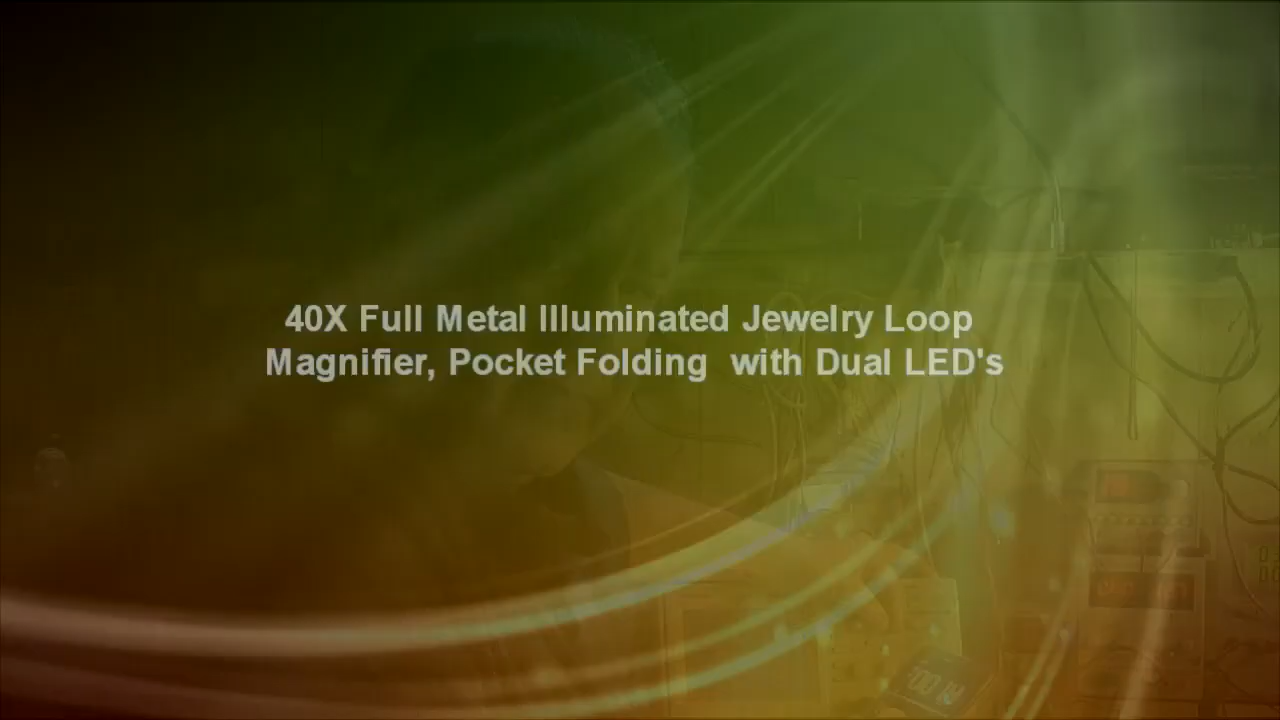 40X Full Metal Illuminated Jewelry Loop
Magnifier, Pocket Folding  with Dual LED's